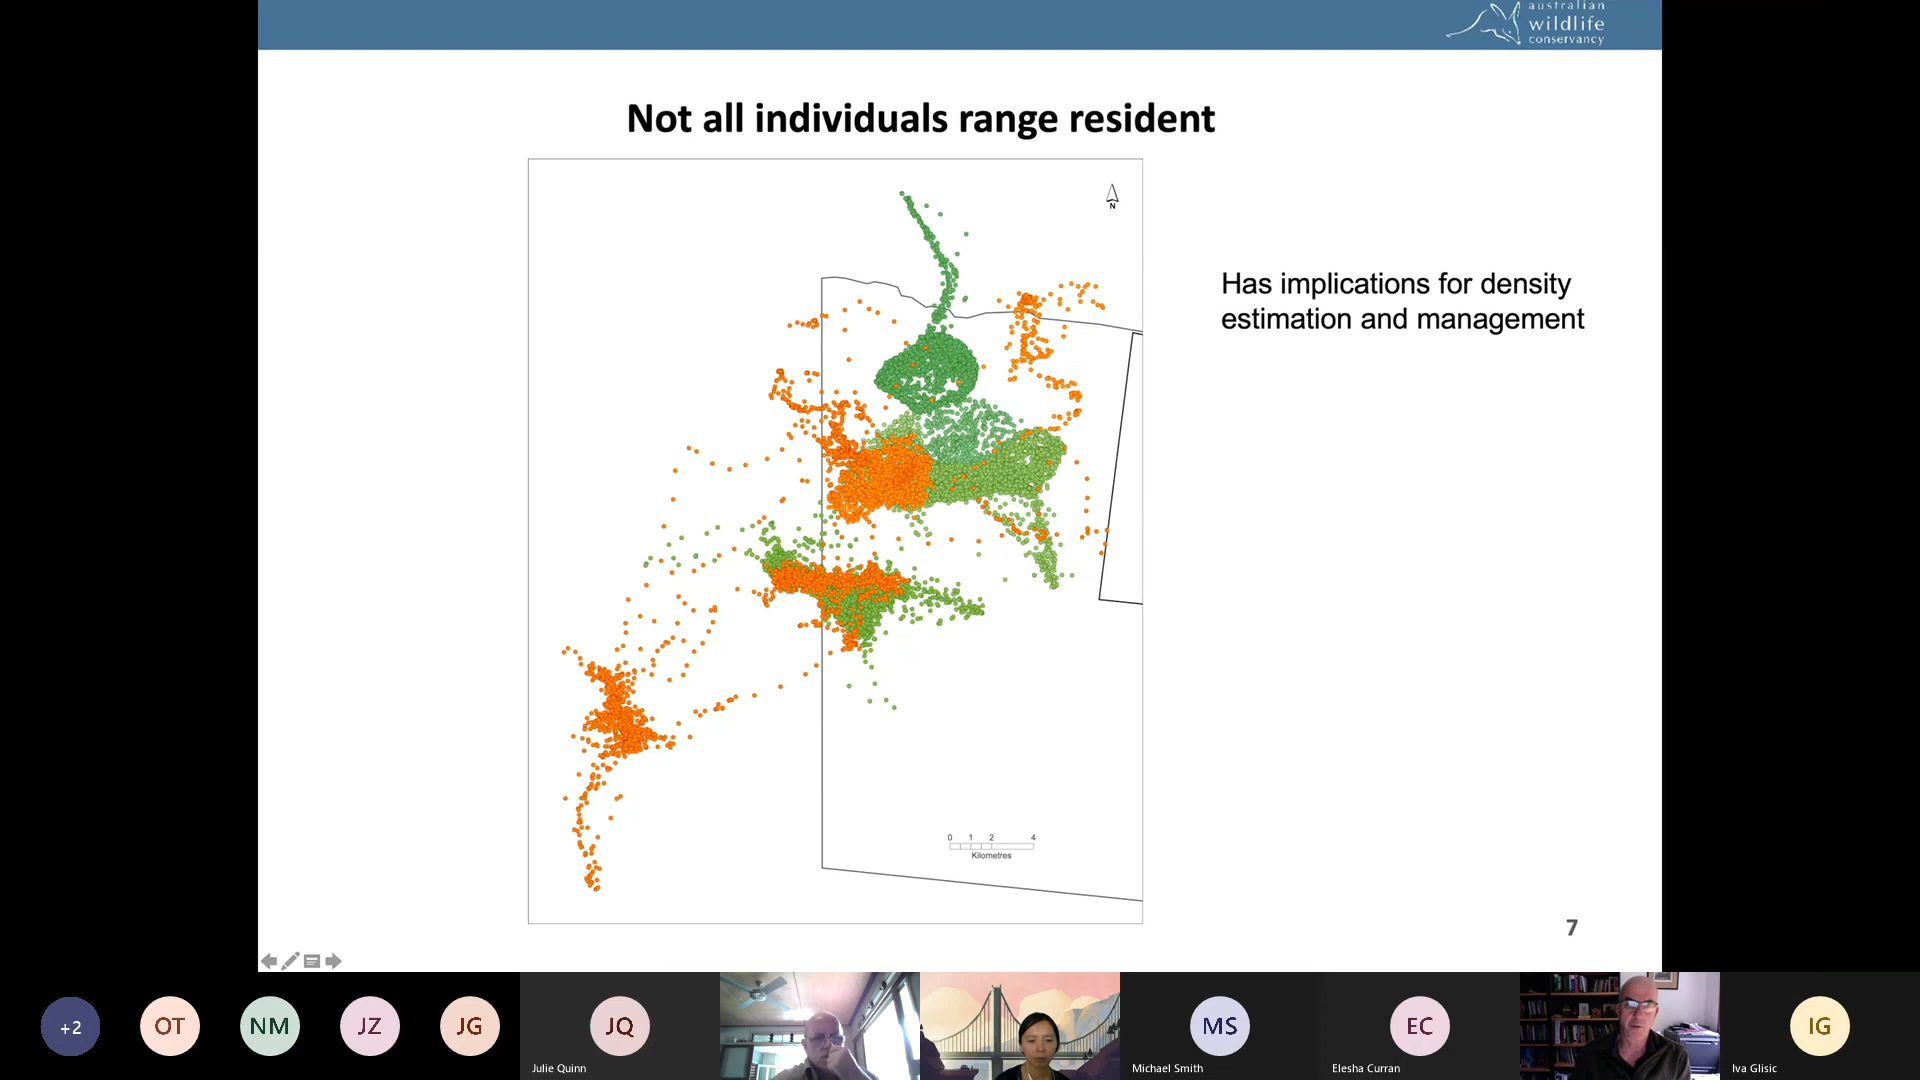 australian
wildlife
conservancy
Not all individuals range resident
N
Has implications for density
estimation and management
0 1 2 4
Kilometres
7
+2
OT
NM
JZ
JG
JQ
MS
EC
IG
Julie Quinn
Michael Smith
Elesha Curran
Iva Glisic